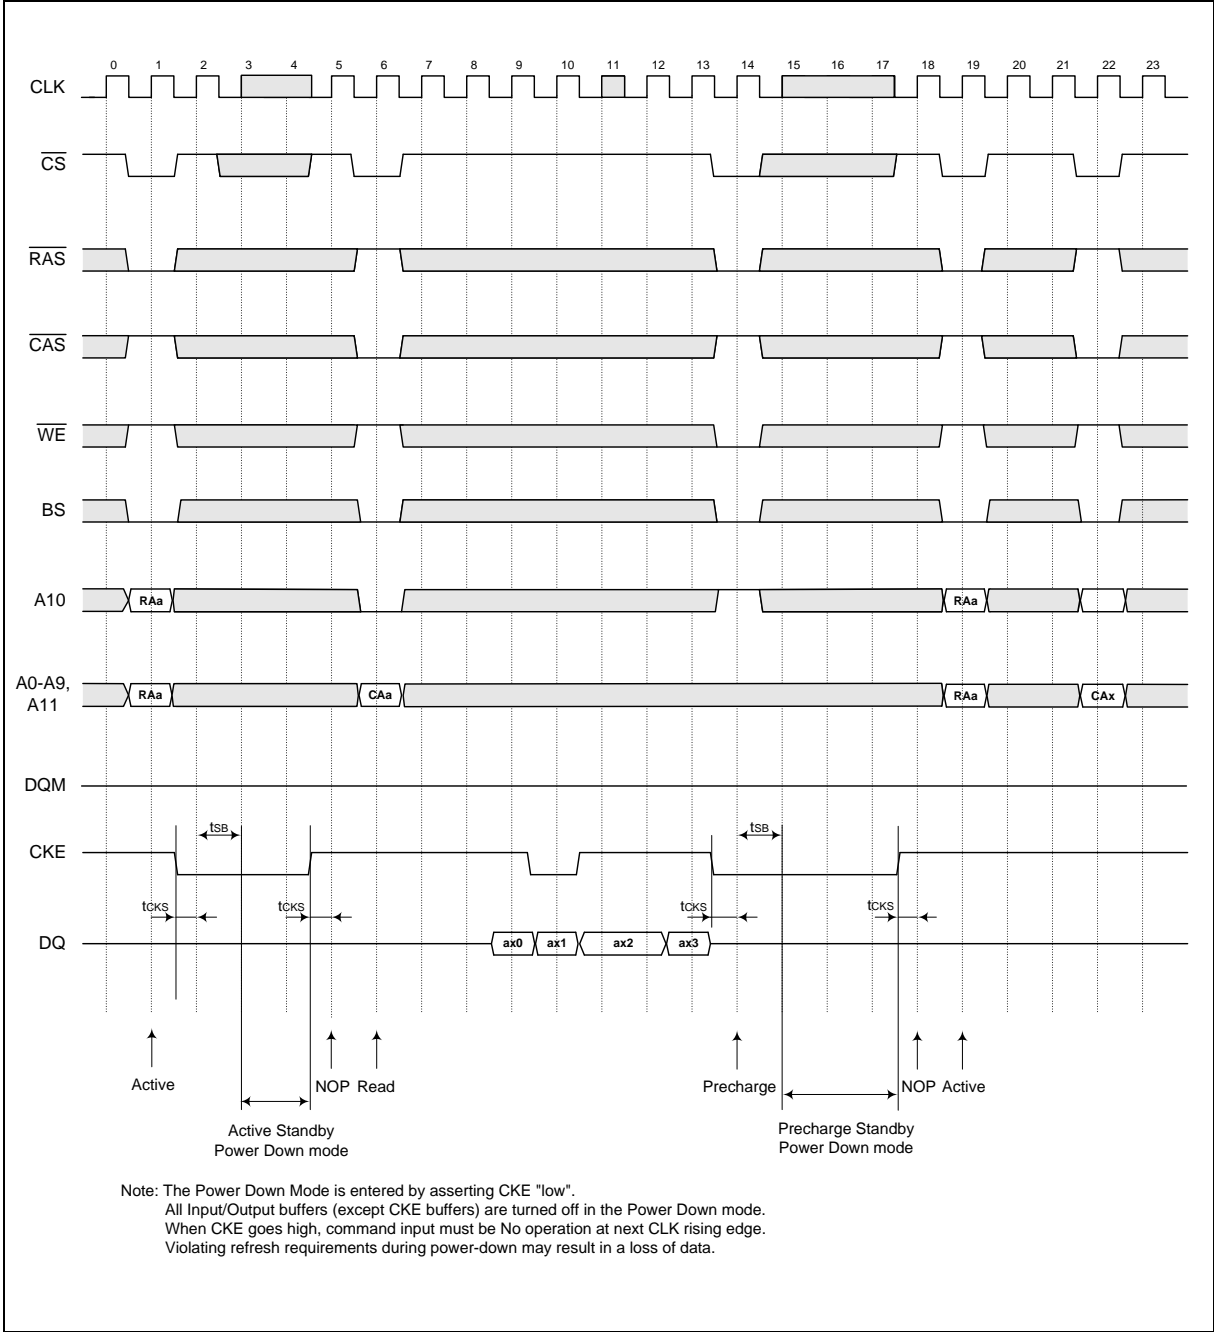 0 1 2 3 4 5 6 7 8 9 10 11 12 13 14 15 16 17 18 19 20 21 22 23
CLK
CS
RAS
CAS
WE
BS
A10 RAa RAa
A0-A9,
A11 RAa CAa RAa CAx
DQM
tSB tSB
CKE
tCKS tCKS tCKS tCKS
DQ ax0 ax1 ax2 ax3
Active NOP Read Precharge NOP Active
Active Standby
Power Down mode
Precharge Standby
Power Down mode
Note: The Power Down Mode is entered by asserting CKE "low".
All Input/Output buffers (except CKE buffers) are turned off in the Power Down mode.
When CKE goes high, command input must be No operation at next CLK rising edge.
Violating refresh requirements during power-down may result in a loss of data.